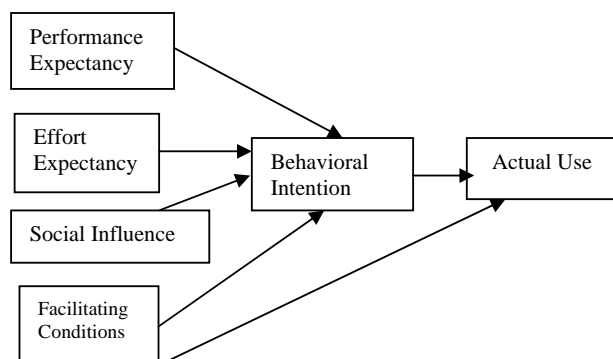 Performance
Expectancy
Effort
Expectancy
Behavioral
Intention
Actual Use
Social Influence
Facilitating
Conditions